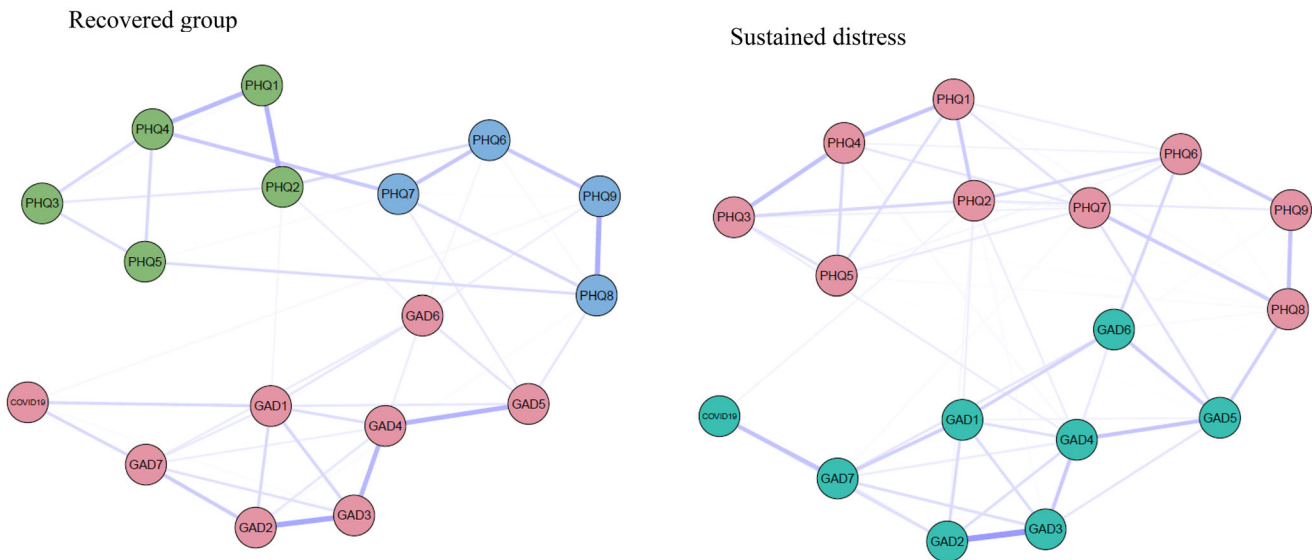 Recovered group
PHQ1
PHQ4
PHQ6
PHQ2
PHQ7
PHQ9
PHQ3
PHQ5
PHQ8
GAD6
COVID19
GAD1
GAD5
GAD4
GAD7
GAD3
GAD2
Sustained distress
PHQ1
PHQ4
PHQ6
PHQ2
PHQ7
PHQ9
PHQ3
PHQ5
PHQ8
GAD6
COVID19
GAD1
GAD5
GAD4
GAD7
GAD3
GAD2